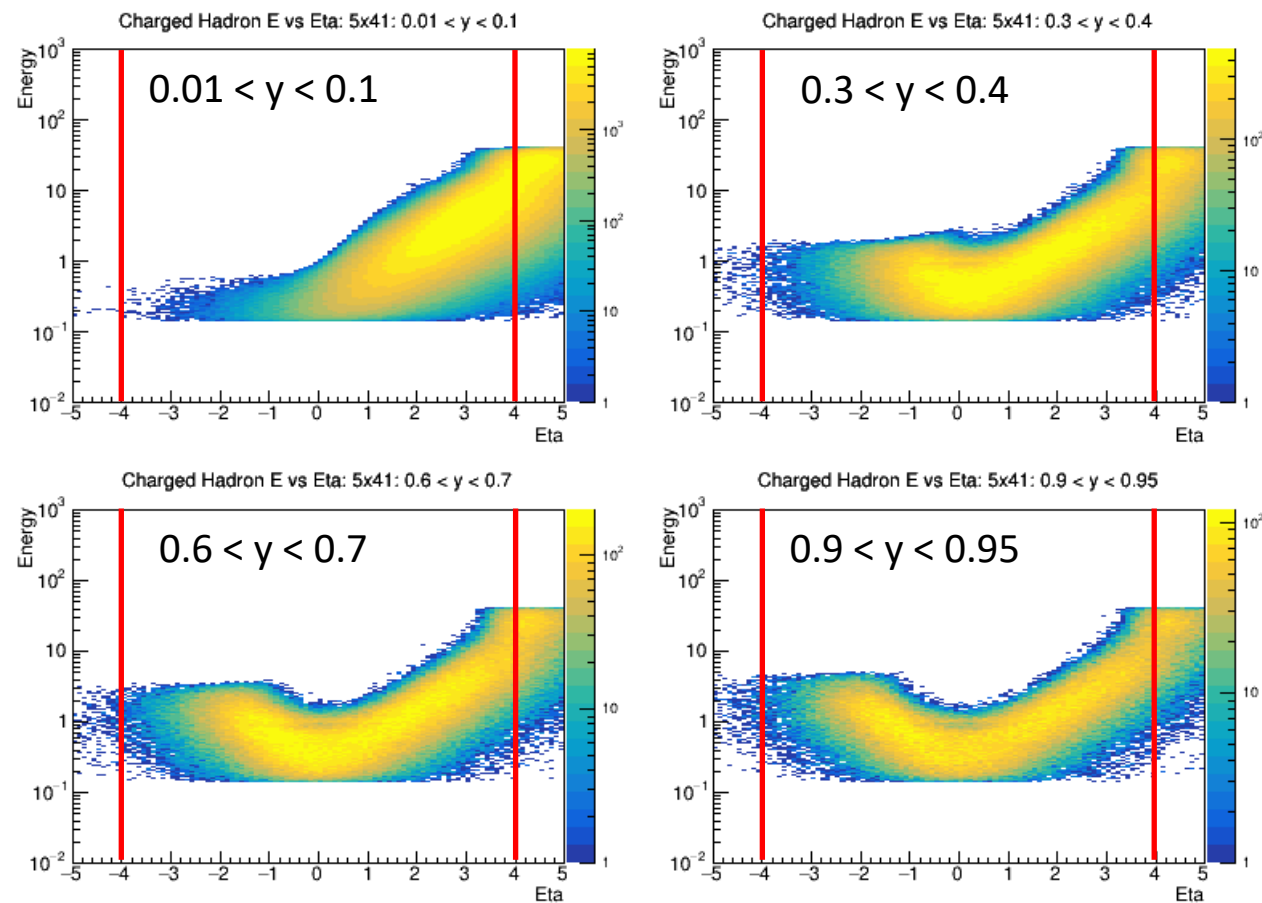 Charged Hadron E vs Eta: 5x41: 0.01 < y < 0.1
Energy
0.01 < y < 0.1
10³
10²
10
1
10⁻¹
10⁻²
−5 −4 −3 −2 −1 0 1 2 3 4 5
Eta
10³
10²
10
1
Charged Hadron E vs Eta: 5x41: 0.3 < y < 0.4
Energy
0.3 < y < 0.4
10³
10²
10
1
10⁻¹
10⁻²
−5 −4 −3 −2 −1 0 1 2 3 4 5
Eta
10²
10
1
Charged Hadron E vs Eta: 5x41: 0.6 < y < 0.7
Energy
0.6 < y < 0.7
10³
10²
10
1
10⁻¹
10⁻²
−5 −4 −3 −2 −1 0 1 2 3 4 5
Eta
10²
10
1
Charged Hadron E vs Eta: 5x41: 0.9 < y < 0.95
Energy
0.9 < y < 0.95
10³
10²
10
1
10⁻¹
10⁻²
−5 −4 −3 −2 −1 0 1 2 3 4 5
Eta
10²
10
1